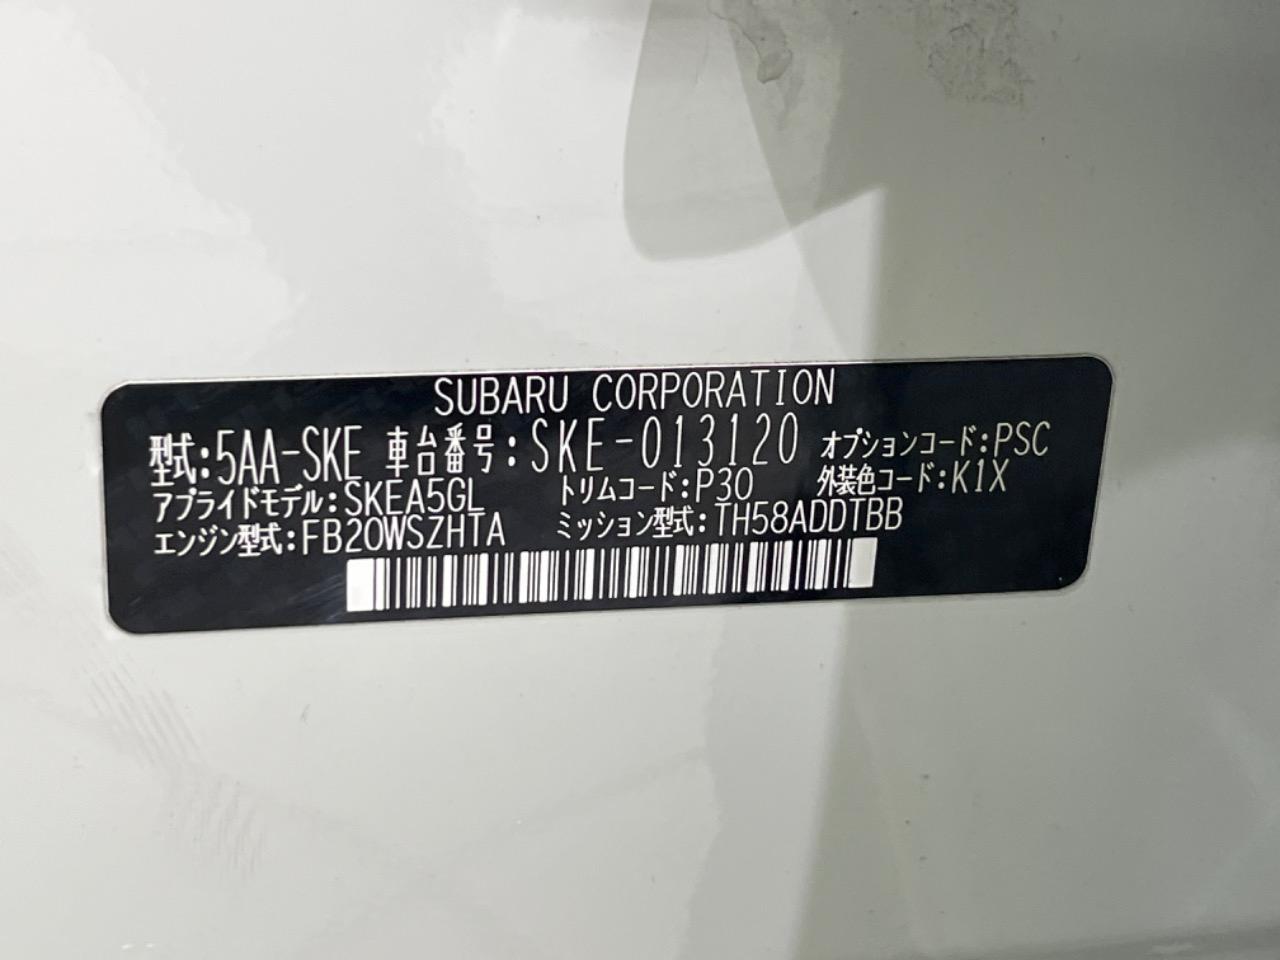 SUBARU CORPORATION
型式:5AA-SKE 車台番号:SKE-013120 オプションコード:PSC
アプライドモデル:SKEA5GL トリムコード:P30 外装色コード:K1X
エンジン型式:FB20WSZHTA ミッション型式:TH58ADDTBB